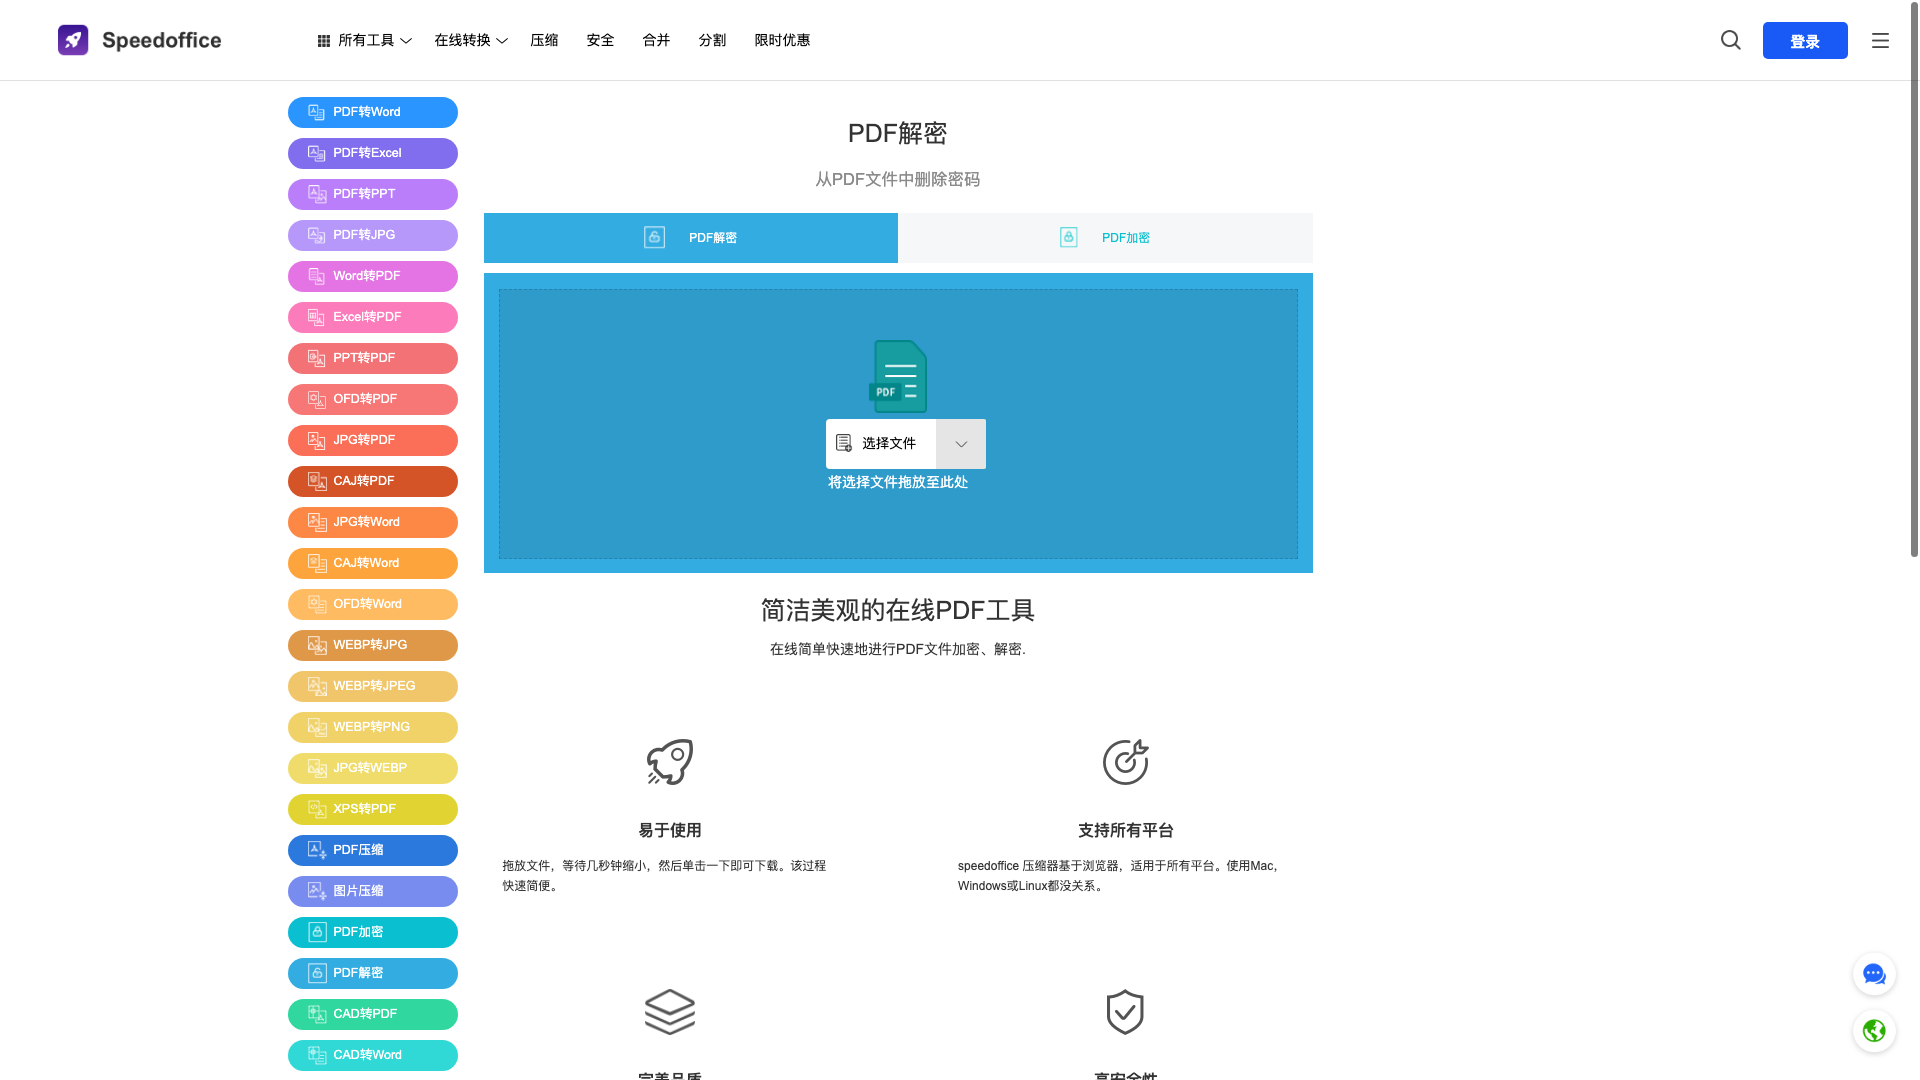 Speedoffice
所有工具
在线转换
压缩
安全
合并
分割
限时优惠
登录
PDF转Word
PDF转Excel
PDF转PPT
PDF转JPG
Word转PDF
Excel转PDF
PPT转PDF
OFD转PDF
JPG转PDF
CAJ转PDF
JPG转Word
CAJ转Word
OFD转Word
WEBP转JPG
WEBP转JPEG
WEBP转PNG
JPG转WEBP
XPS转PDF
PDF压缩
图片压缩
PDF加密
PDF解密
CAD转PDF
CAD转Word
PDF解密
从PDF文件中删除密码
PDF解密
PDF加密
PDF
选择文件
将选择文件拖放至此处
简洁美观的在线PDF工具
在线简单快速地进行PDF文件加密、解密.
易于使用
拖放文件，等待几秒钟缩小，然后单击一下即可下载。该过程
快速简便。
支持所有平台
speedoffice 压缩器基于浏览器，适用于所有平台。使用Mac，
Windows或Linux都没关系。
完美品质
高安全性